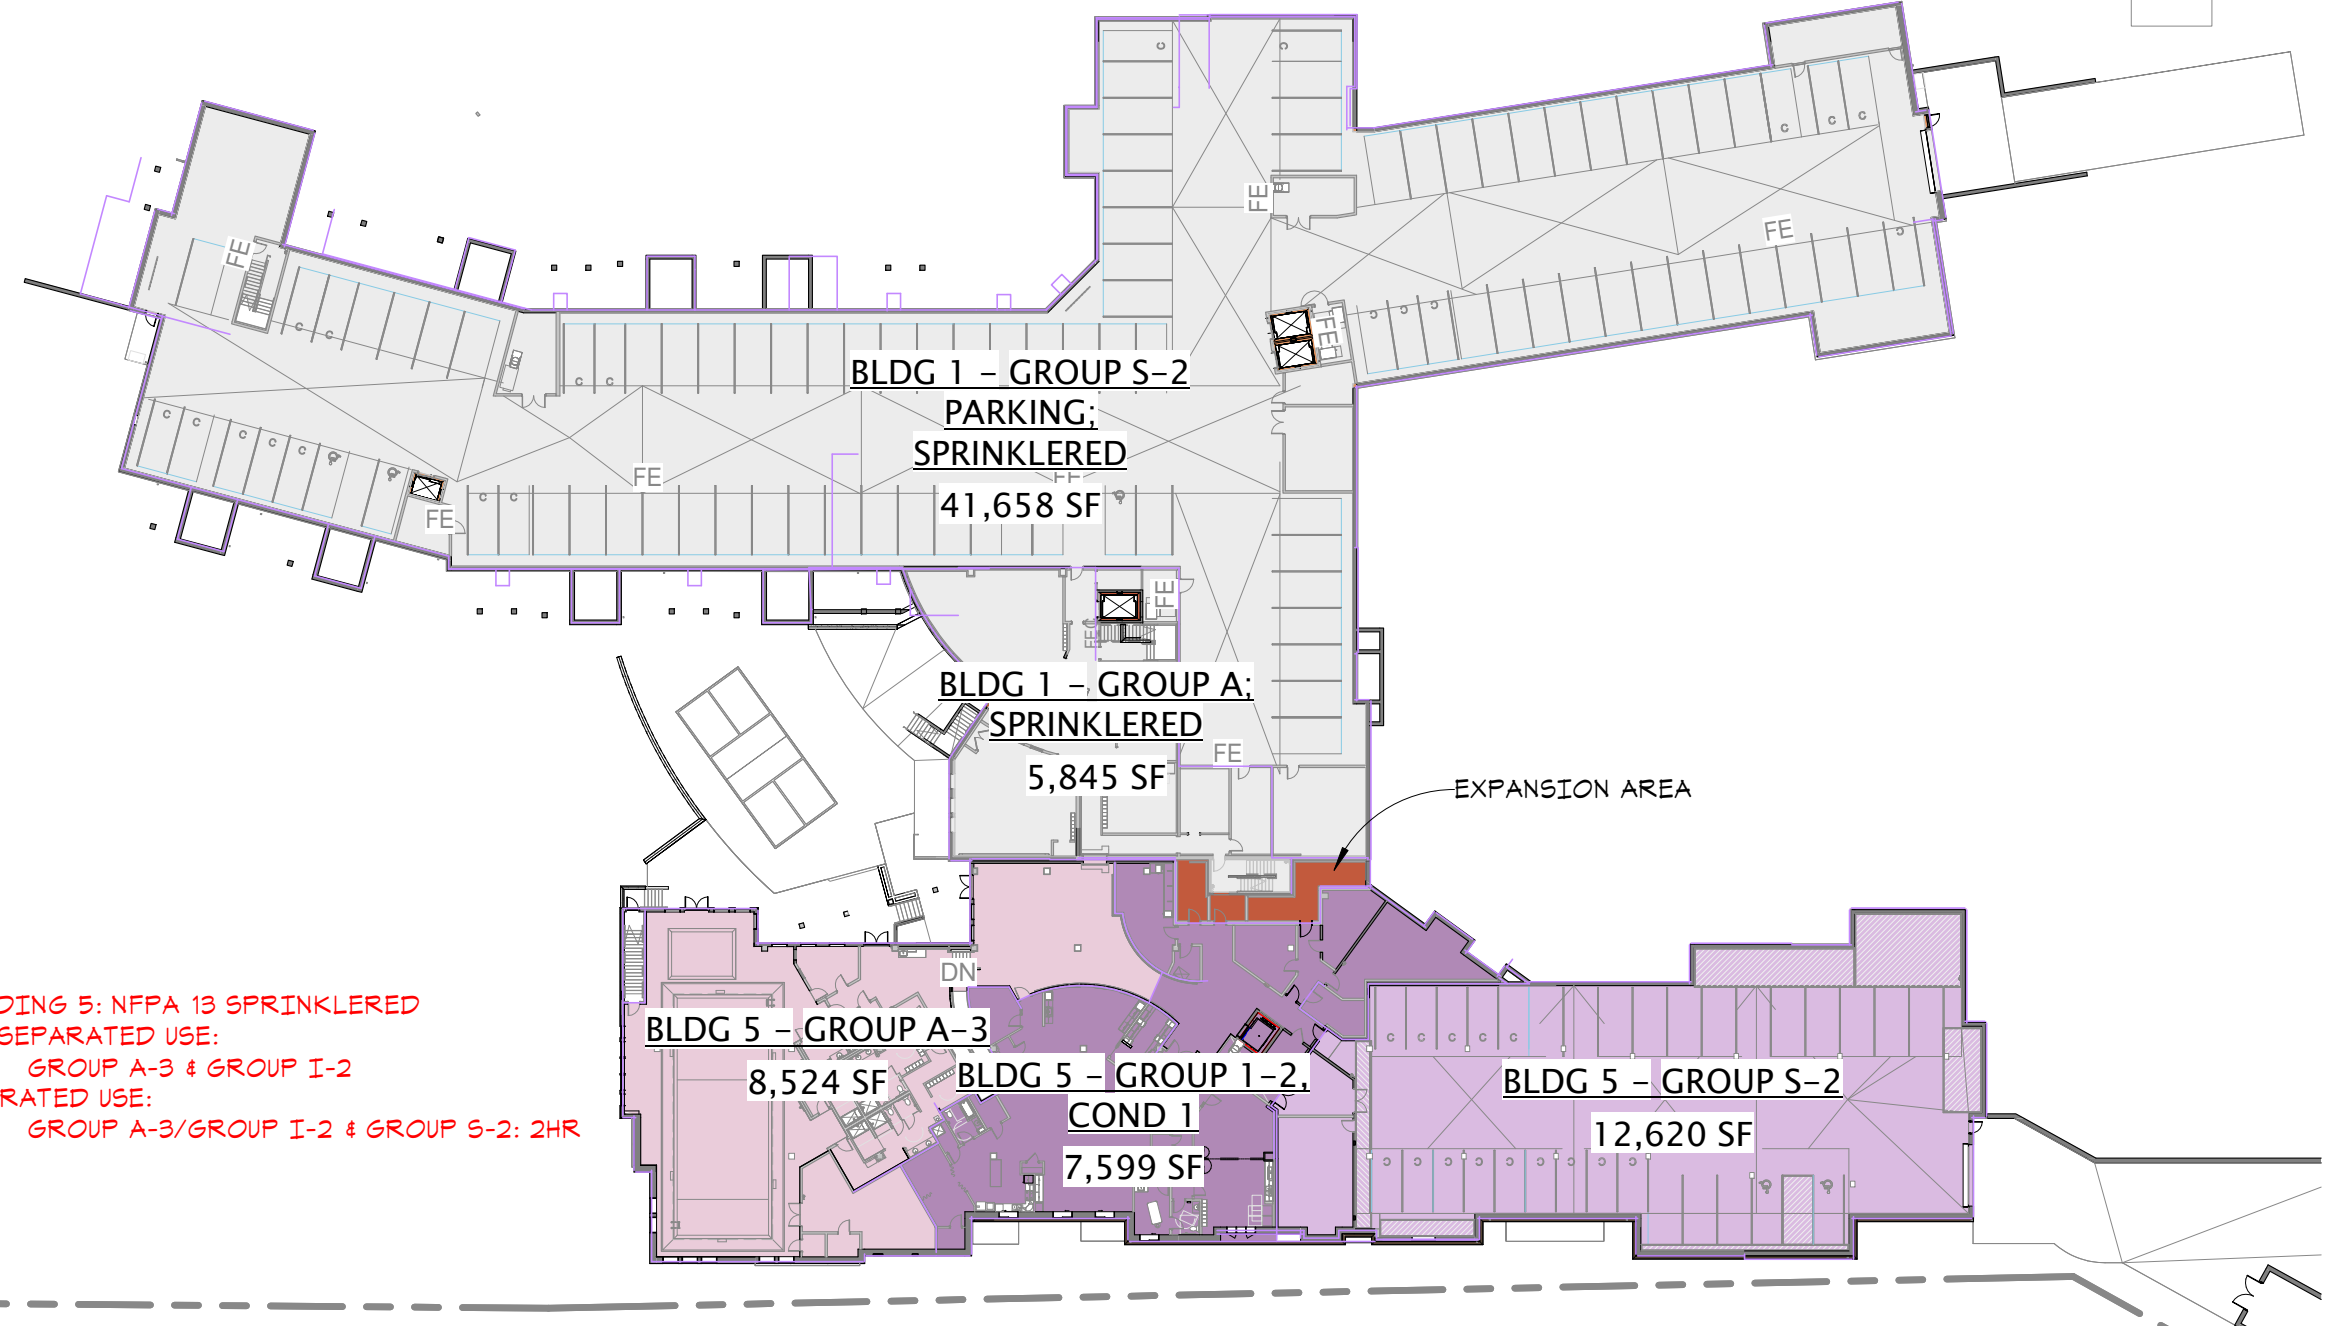 C
C
C
C
C
FE
C
FE
FE
C
C
C
C
C
C
FE
BLDG 1 - GROUP S-2
PARKING;
SPRINKLERED
C
C
C
C
C
C
C
FE
FE
41,658 SF
C
C
FE
FE
FE
BLDG 1 - GROUP A;
SPRINKLERED
FE
5,845 SF
EXPANSION AREA
DN
DING 5: NFPA 13 SPRINKLERED
SEPARATED USE:
GROUP A-3 & GROUP I-2
RATED USE:
GROUP A-3/GROUP I-2 & GROUP S-2: 2HR
BLDG 5 - GROUP A-3
8,524 SF
BLDG 5 - GROUP 1-2,
COND 1
7,599 SF
C
C
C
C
C
BLDG 5 - GROUP S-2
12,620 SF
C
C
C
C
C
C
C
C
C